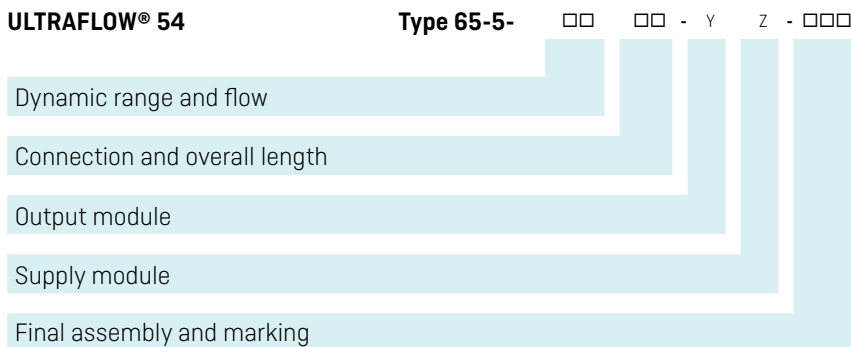 ULTRAFLOW® 54 Type 65-5- □□ □□ - Y Z - □□□
Dynamic range and flow
Connection and overall length
Output module
Supply module
Final assembly and marking